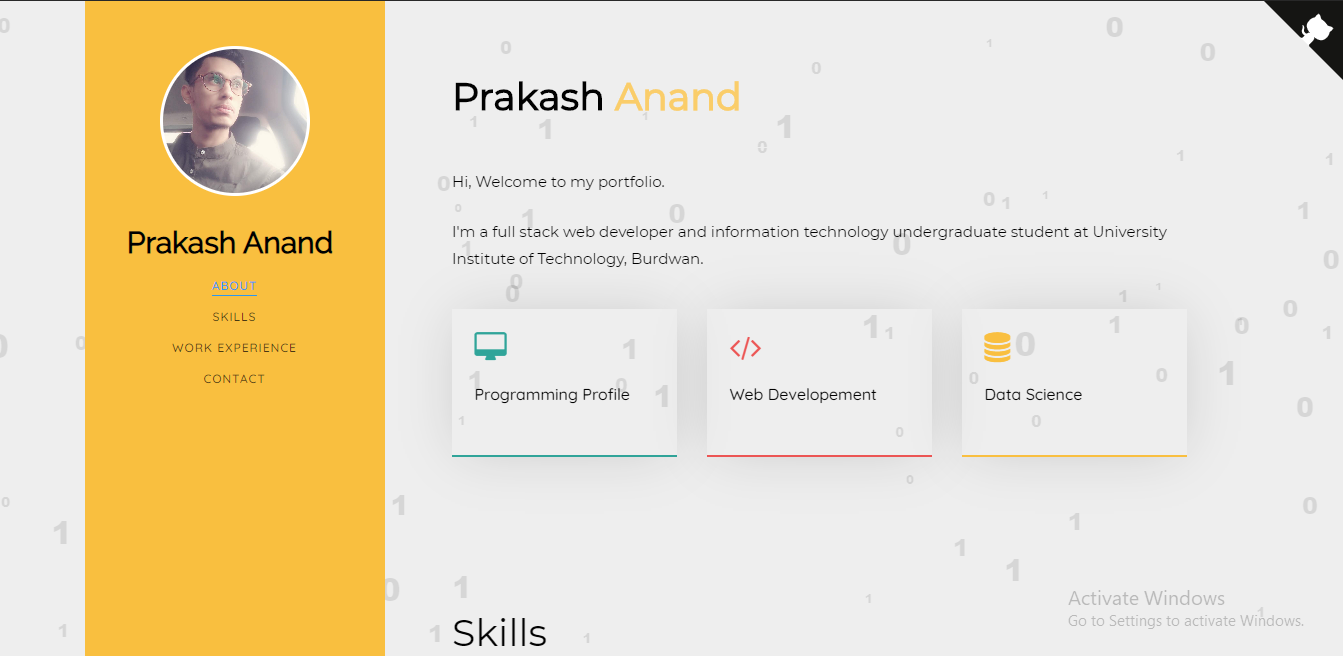 Prakash Anand
ABOUT
SKILLS
WORK EXPERIENCE
CONTACT
Prakash Anand
Hi, Welcome to my portfolio.
I'm a full stack web developer and information technology undergraduate student at University
Institute of Technology, Burdwan.
Programming Profile
Web Developement
Data Science
Skills
Activate Windows
Go to Settings to activate Windows.